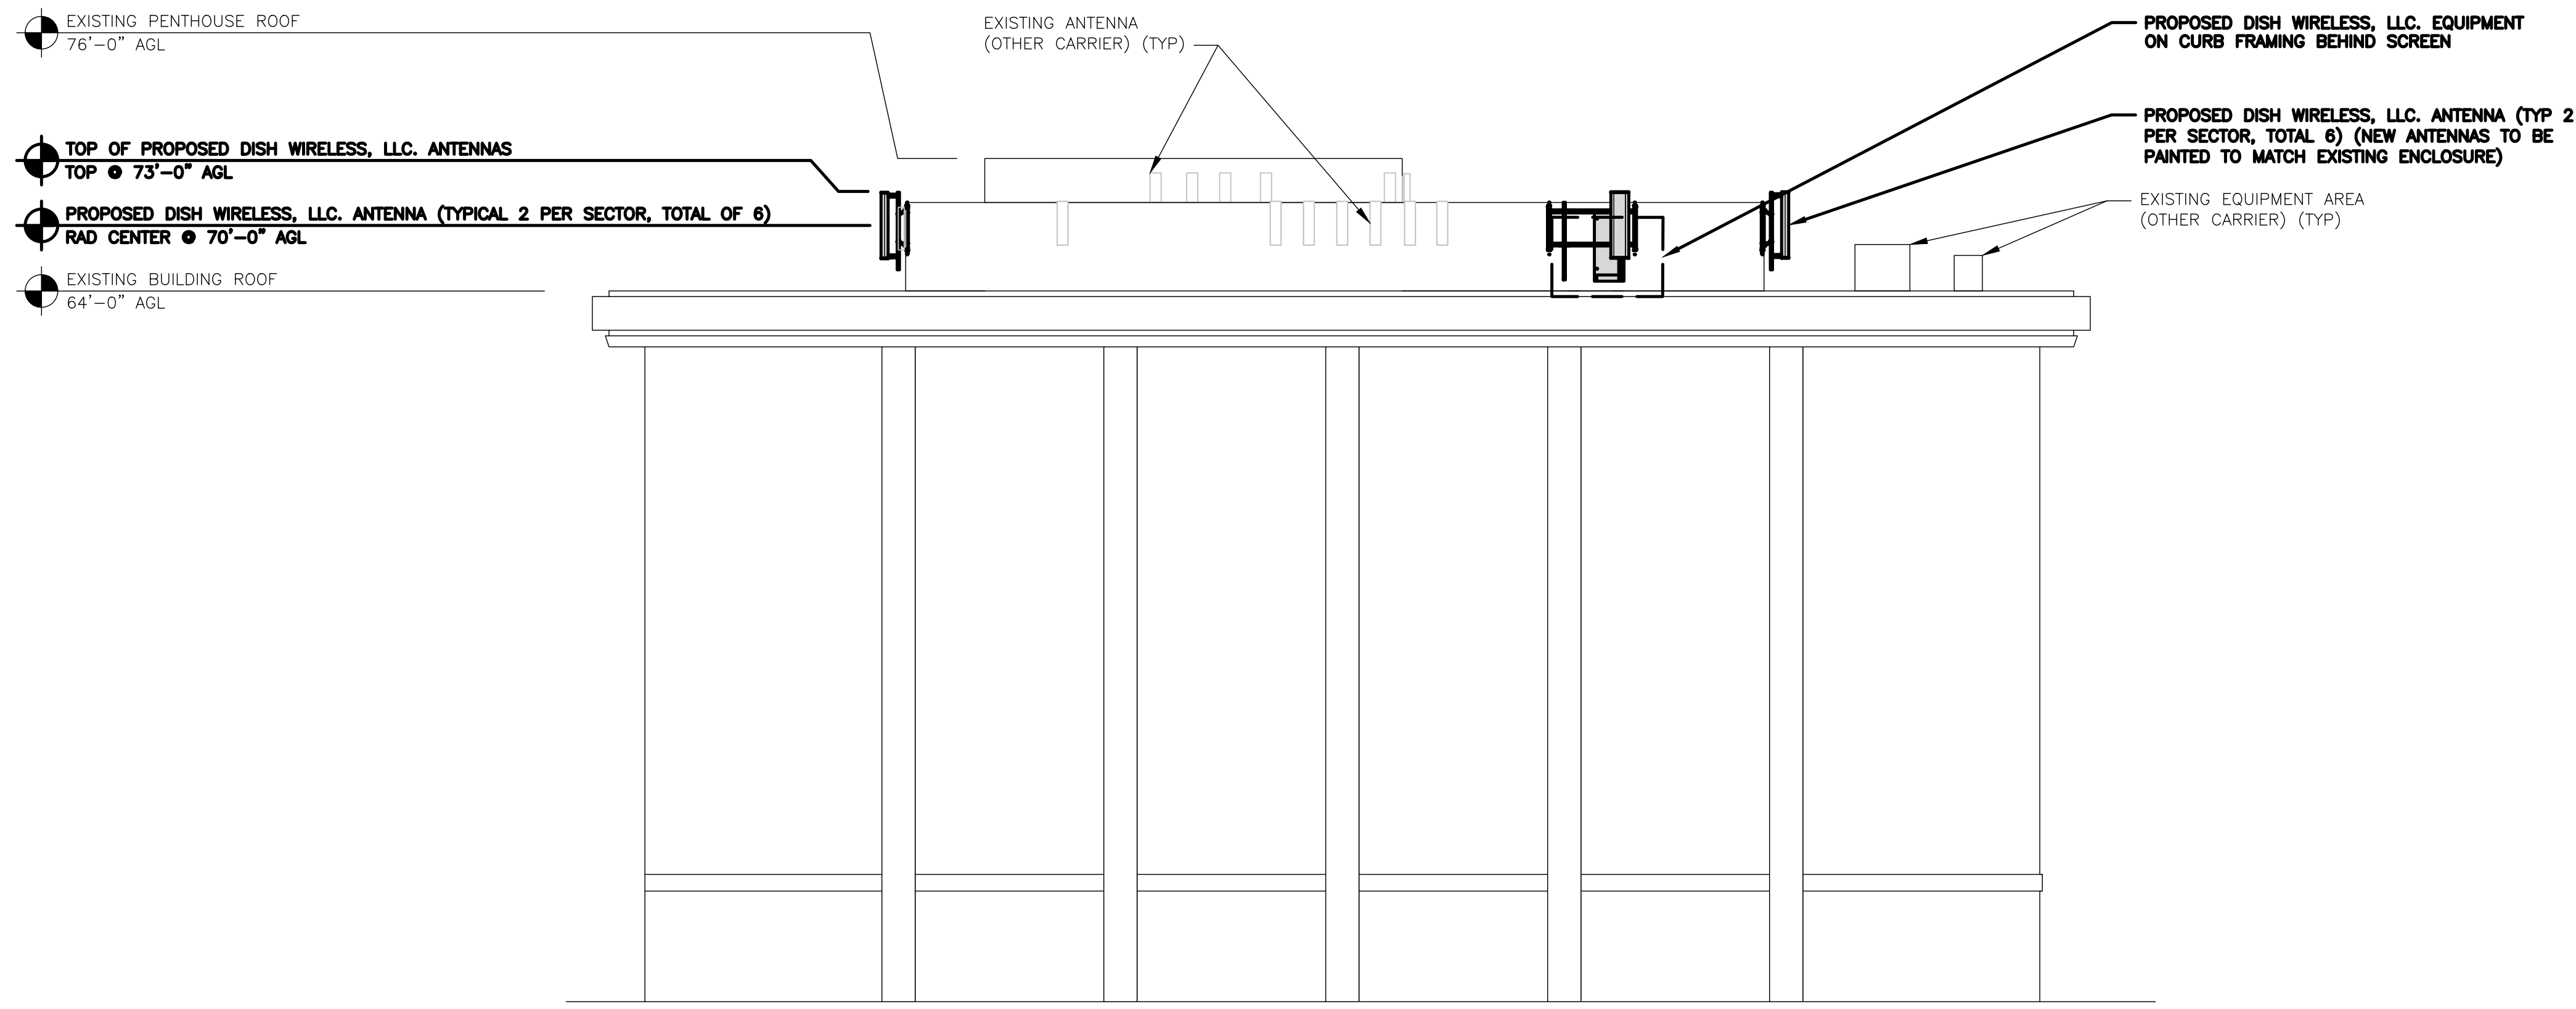 EXISTING PENTHOUSE ROOF
76'-0" AGL
TOP OF PROPOSED DISH WIRELESS, LLC. ANTENNAS
TOP @ 73'-0" AGL
PROPOSED DISH WIRELESS, LLC. ANTENNA (TYPICAL 2 PER SECTOR, TOTAL OF 6)
RAD CENTER @ 70'-0" AGL
EXISTING BUILDING ROOF
64'-0" AGL
EXISTING ANTENNA
(OTHER CARRIER) (TYP)
PROPOSED DISH WIRELESS, LLC. EQUIPMENT
ON CURB FRAMING BEHIND SCREEN
PROPOSED DISH WIRELESS, LLC. ANTENNA (TYP 2
PER SECTOR, TOTAL 6) (NEW ANTENNAS TO BE
PAINTED TO MATCH EXISTING ENCLOSURE)
EXISTING EQUIPMENT AREA
(OTHER CARRIER) (TYP)